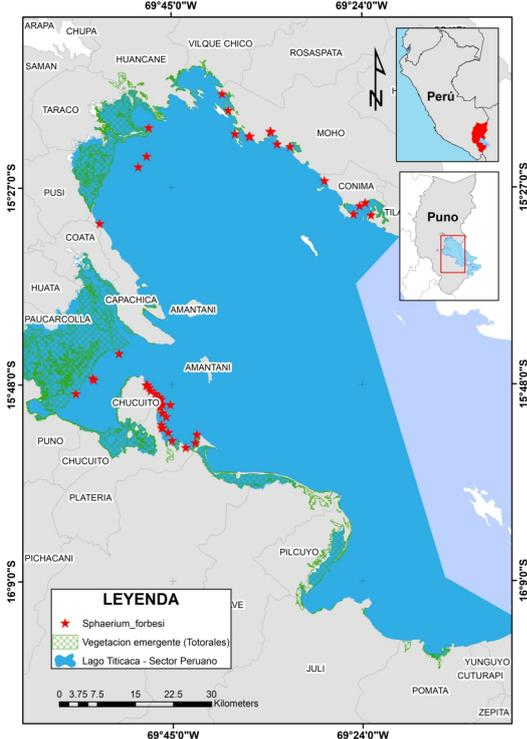 69°45'0"W 69°24'0"W
ARAPA
CHUPA
VILQUE CHICO
HUANCANE
ROSASPATA
SAMAN
TARACO
MOHO
N
Perú
15°27'0"S 15°27'0"S
PUSI
CONIMA
TILA
Puno
COATA
HUATA
CAPACHICA
AMANTANI
PAUCARCOLLA
AMANTANI
15°48'0"S 15°48'0"S
CHUCUITO
PUNO
CHUCUITO
PLATERIA
PILCUYO
PICHACANI
16°9'0"S 16°9'0"S
LEYENDA
Sphaerium_forbesi
Vegetacion emergente (Totorales)
Lago Titicaca - Sector Peruano
AVE
JULI
YUNGUYO
CUTURAPI
POMATA
ZEPITA
0 3.75 7.5 15 22.5 30
Kilometers
69°45'0"W 69°24'0"W